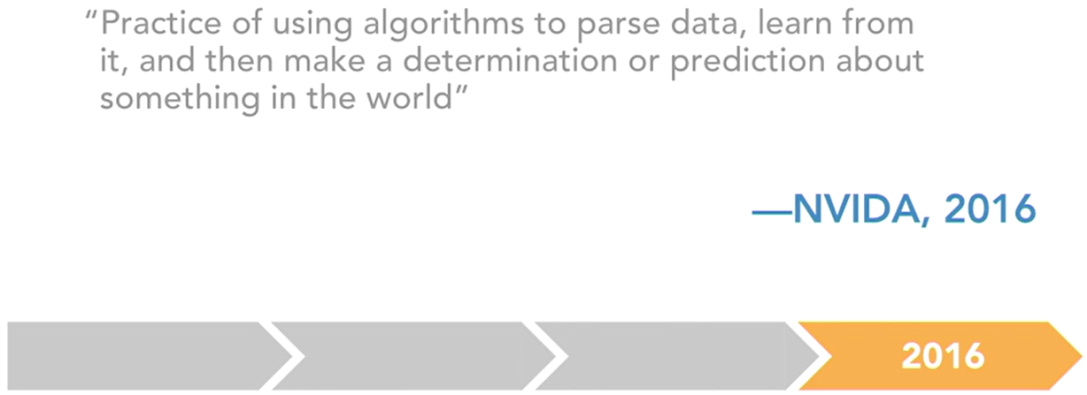 “Practice of using algorithms to parse data, learn from
it, and then make a determination or prediction about
something in the world”
—NVIDA, 2016
2016